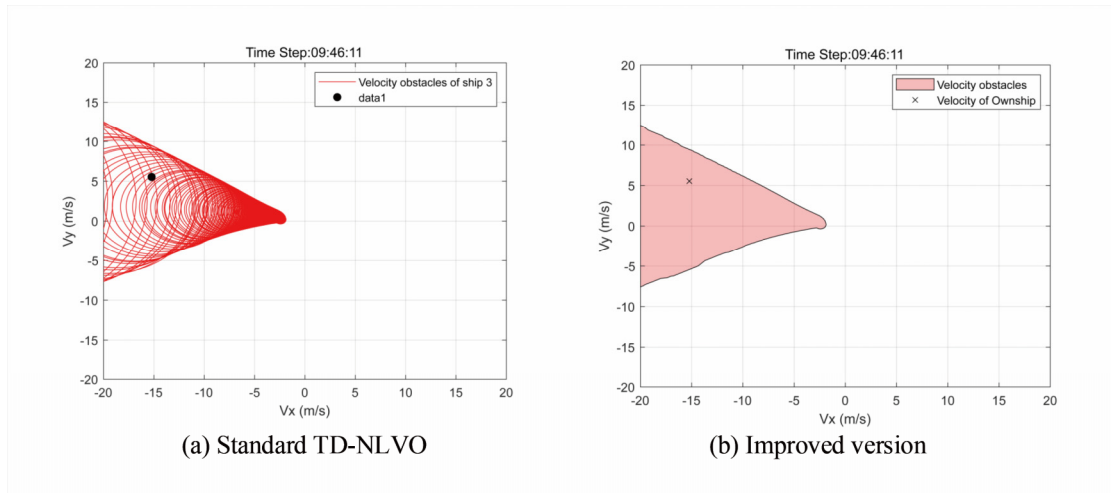 Time Step:09:46:11
20
15
10
5
0
-5
-10
-15
-20
Vy (m/s)
Velocity obstacles of ship 3
data1
-20 -15 -10 -5 0 5 10 15 20
Vx (m/s)
(a) Standard TD-NLVO
Time Step:09:46:11
20
15
10
5
0
-5
-10
-15
-20
Vy (m/s)
Velocity obstacles
Velocity of Ownship
-20 -15 -10 -5 0 5 10 15 20
Vx (m/s)
(b) Improved version